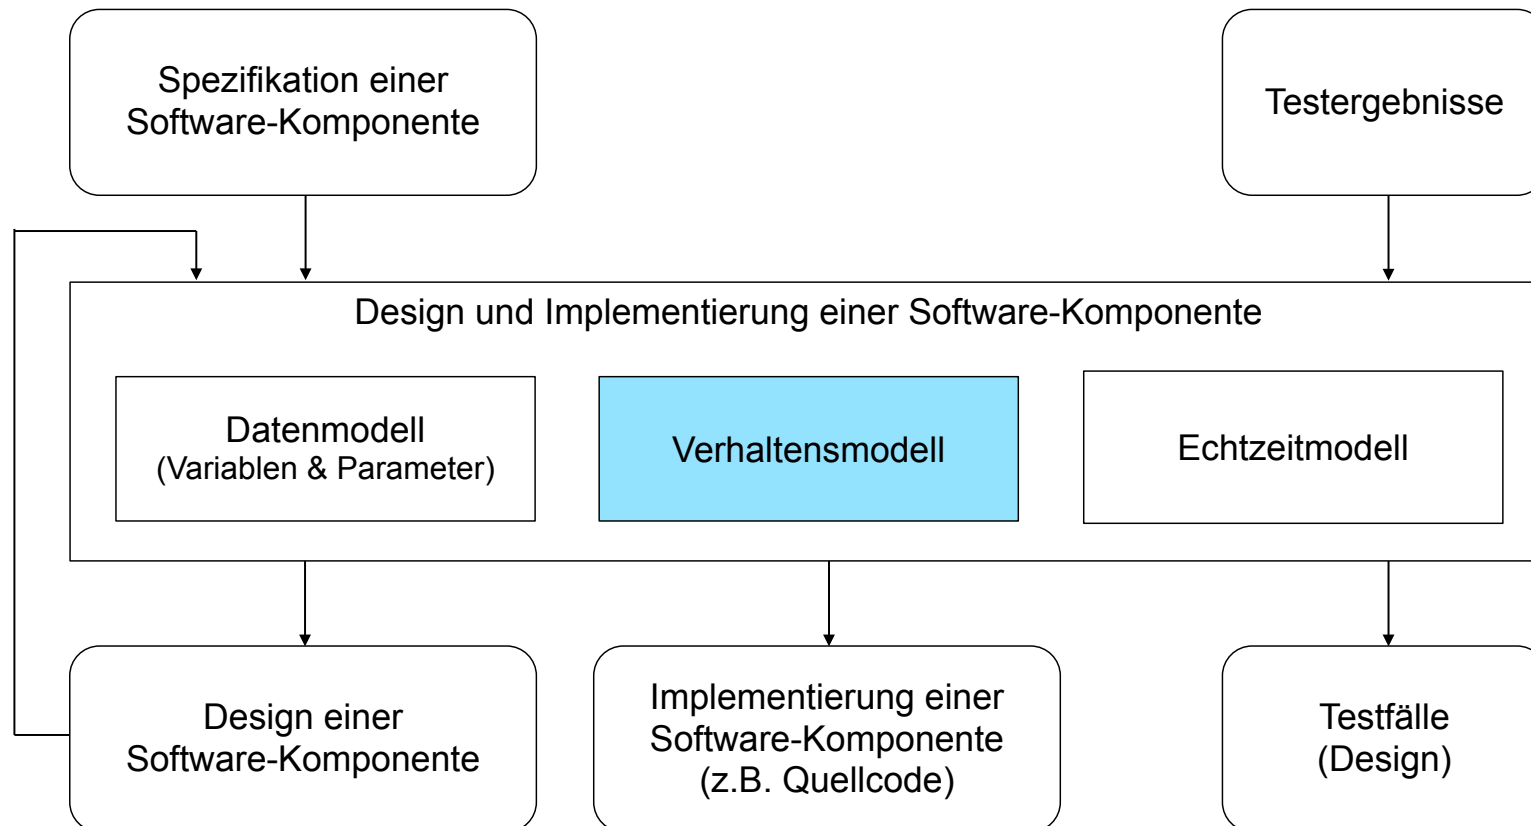 Spezifikation einer
Software-Komponente
Testergebnisse
Design und Implementierung einer Software-Komponente
Datenmodell
(Variablen & Parameter)
Verhaltensmodell
Echtzeitmodell
Design einer
Software-Komponente
Implementierung einer
Software-Komponente
(z.B. Quellcode)
Testfälle
(Design)